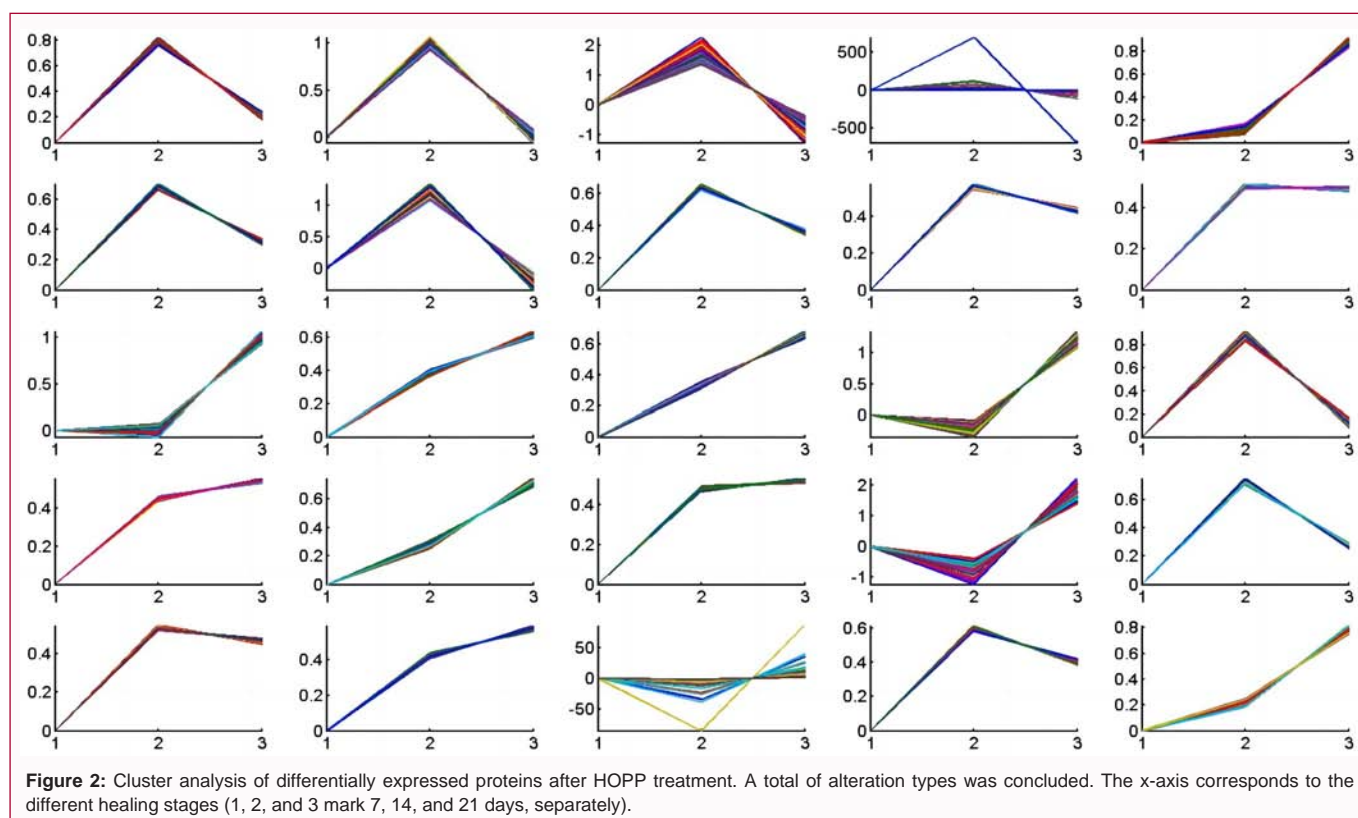 0.8 1 2 500 0.8
0.6 1 0.6
0.4 0.5 0 0 0.4
0.2 -1 -500 0.2
0 0 0
1 2 3 1 2 3 1 2 3 1 2 3 1 2 3
0.6 1 0.6 0.4 0.4
0.4 0.5 0.4 0.2 0.2
0.2 0 0.2
0 0 0 0
1 2 3 1 2 3 1 2 3 1 2 3 1 2 3
1 0.6 0.6 1 0.8
0.5 0.4 0.4 0.5 0.6
0 0.2 0.2 0 0.4
0 0 0.2
0
1 2 3 1 2 3 1 2 3 1 2 3 1 2 3
0.4 0.6 0.4 2 0.6
0.2 0.4 0.2 1 0.4
0 0.2 0 0 0.2
0 -1 0
1 2 3 1 2 3 1 2 3 1 2 3 1 2 3
0.4 0.4 50 0.6 0.8
0.2 0.2 0 0.4 0.6
0 0 -50 0.2 0.4
0 0.2
0
1 2 3 1 2 3 1 2 3 1 2 3 1 2 3
Figure 2: Cluster analysis of differentially expressed proteins after HOPP treatment. A total of alteration types was concluded. The x-axis corresponds to the
different healing stages (1, 2, and 3 mark 7, 14, and 21 days, separately).